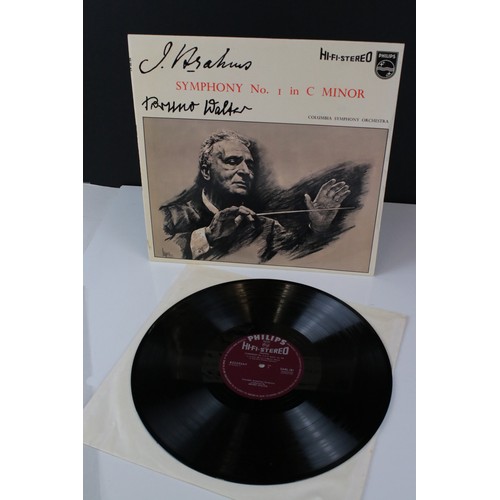 J. Brahms
HI-FI-STEREO
PHILIPS
SYMPHONY No. 1 in C MINOR
Bruno Walter
COLUMBIA SYMPHONY ORCHESTRA
PHILIPS
HI-FI-STEREO